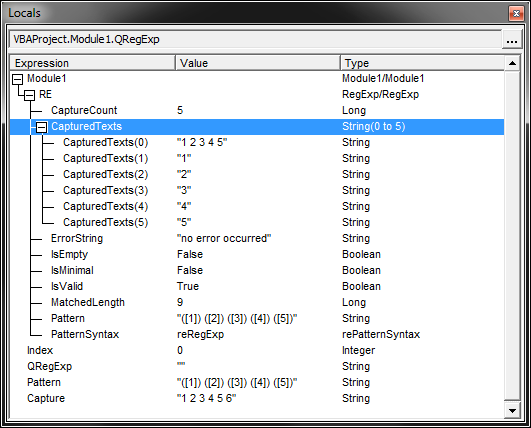 Locals
VBAProject.Module1.QRegExp ...
Expression Value Type
Module1 Module1/Module1
RE RegExp/RegExp
CaptureCount 5 Long
CapturedTexts String(0 to 5)
CapturedTexts(0) "1 2 3 4 5" String
CapturedTexts(1) "1" String
CapturedTexts(2) "2" String
CapturedTexts(3) "3" String
CapturedTexts(4) "4" String
CapturedTexts(5) "5" String
ErrorString "no error occurred" String
IsEmpty False Boolean
IsMinimal False Boolean
IsValid True Boolean
MatchedLength 9 Long
Pattern "([1]) ([2]) ([3]) ([4]) ([5])" String
PatternSyntax reRegExp rePatternSyntax
Index 0 Integer
QRegExp "" String
Pattern "([1]) ([2]) ([3]) ([4]) ([5])" String
Capture "1 2 3 4 5 6" String